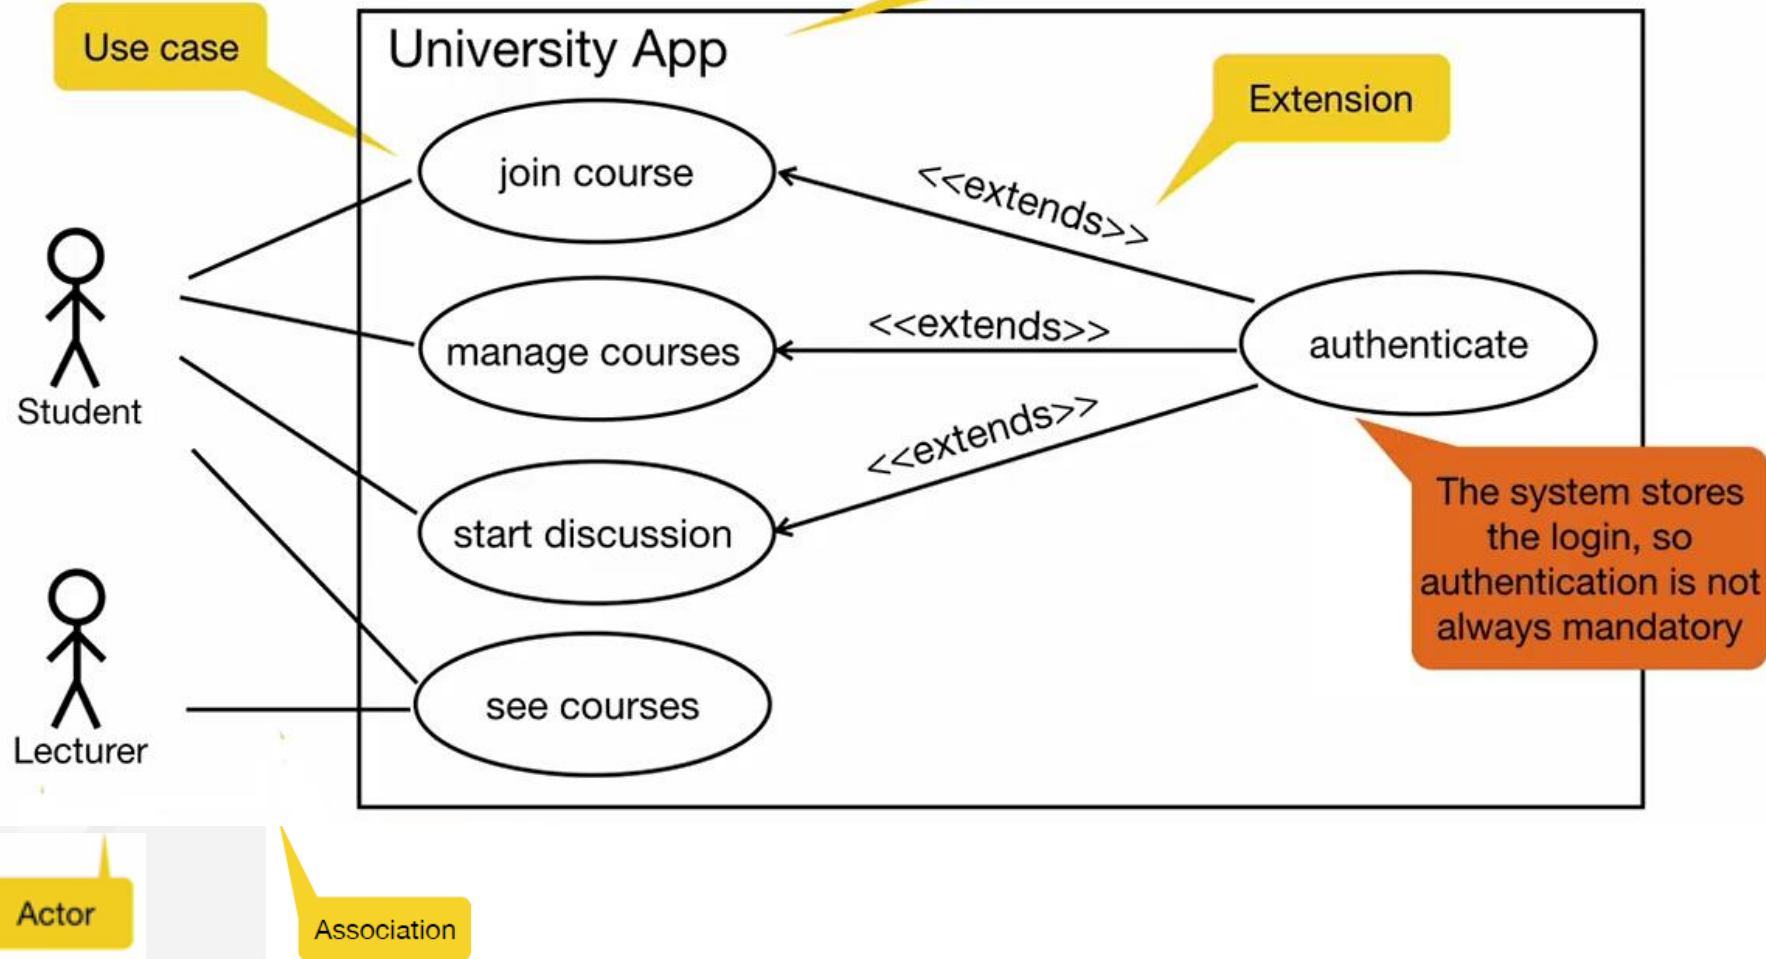 Use case
University App
Extension
join course
<<extends>>
Student
manage courses
<<extends>>
authenticate
<<extends>>
start discussion
The system stores
the login, so
authentication is not
always mandatory
see courses
Lecturer
Actor
Association